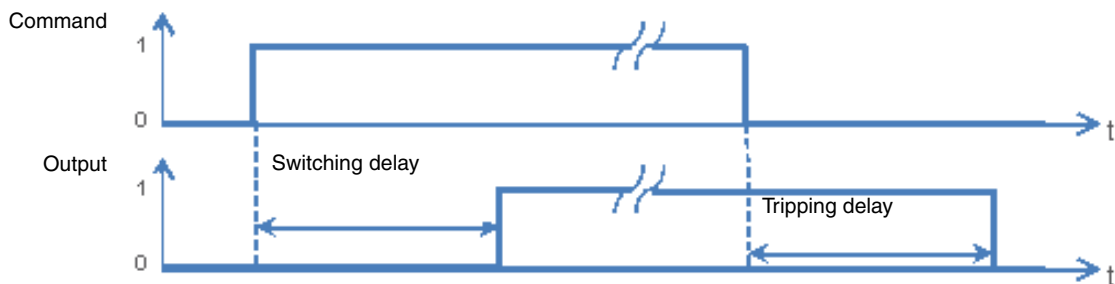 Command
1
0
t
Output
Switching delay
1
Tripping delay
0
t